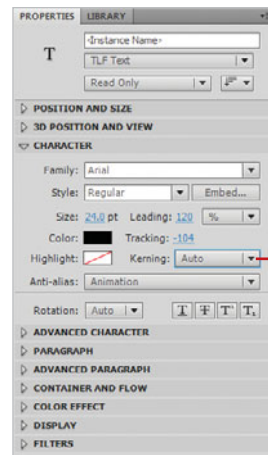 PROPERTIES LIBRARY
T <Instance Name>
TLF Text
Read Only
POSITION AND SIZE
3D POSITION AND VIEW
CHARACTER
Family: Arial
Style: Regular Embed...
Size: 24.0 pt Leading: 120 %
Color: Tracking: -104
Highlight: Kerning: Auto
Anti-alias: Animation
Rotation: Auto T T T T
ADVANCED CHARACTER
PARAGRAPH
ADVANCED PARAGRAPH
CONTAINER AND FLOW
COLOR EFFECT
DISPLAY
FILTERS